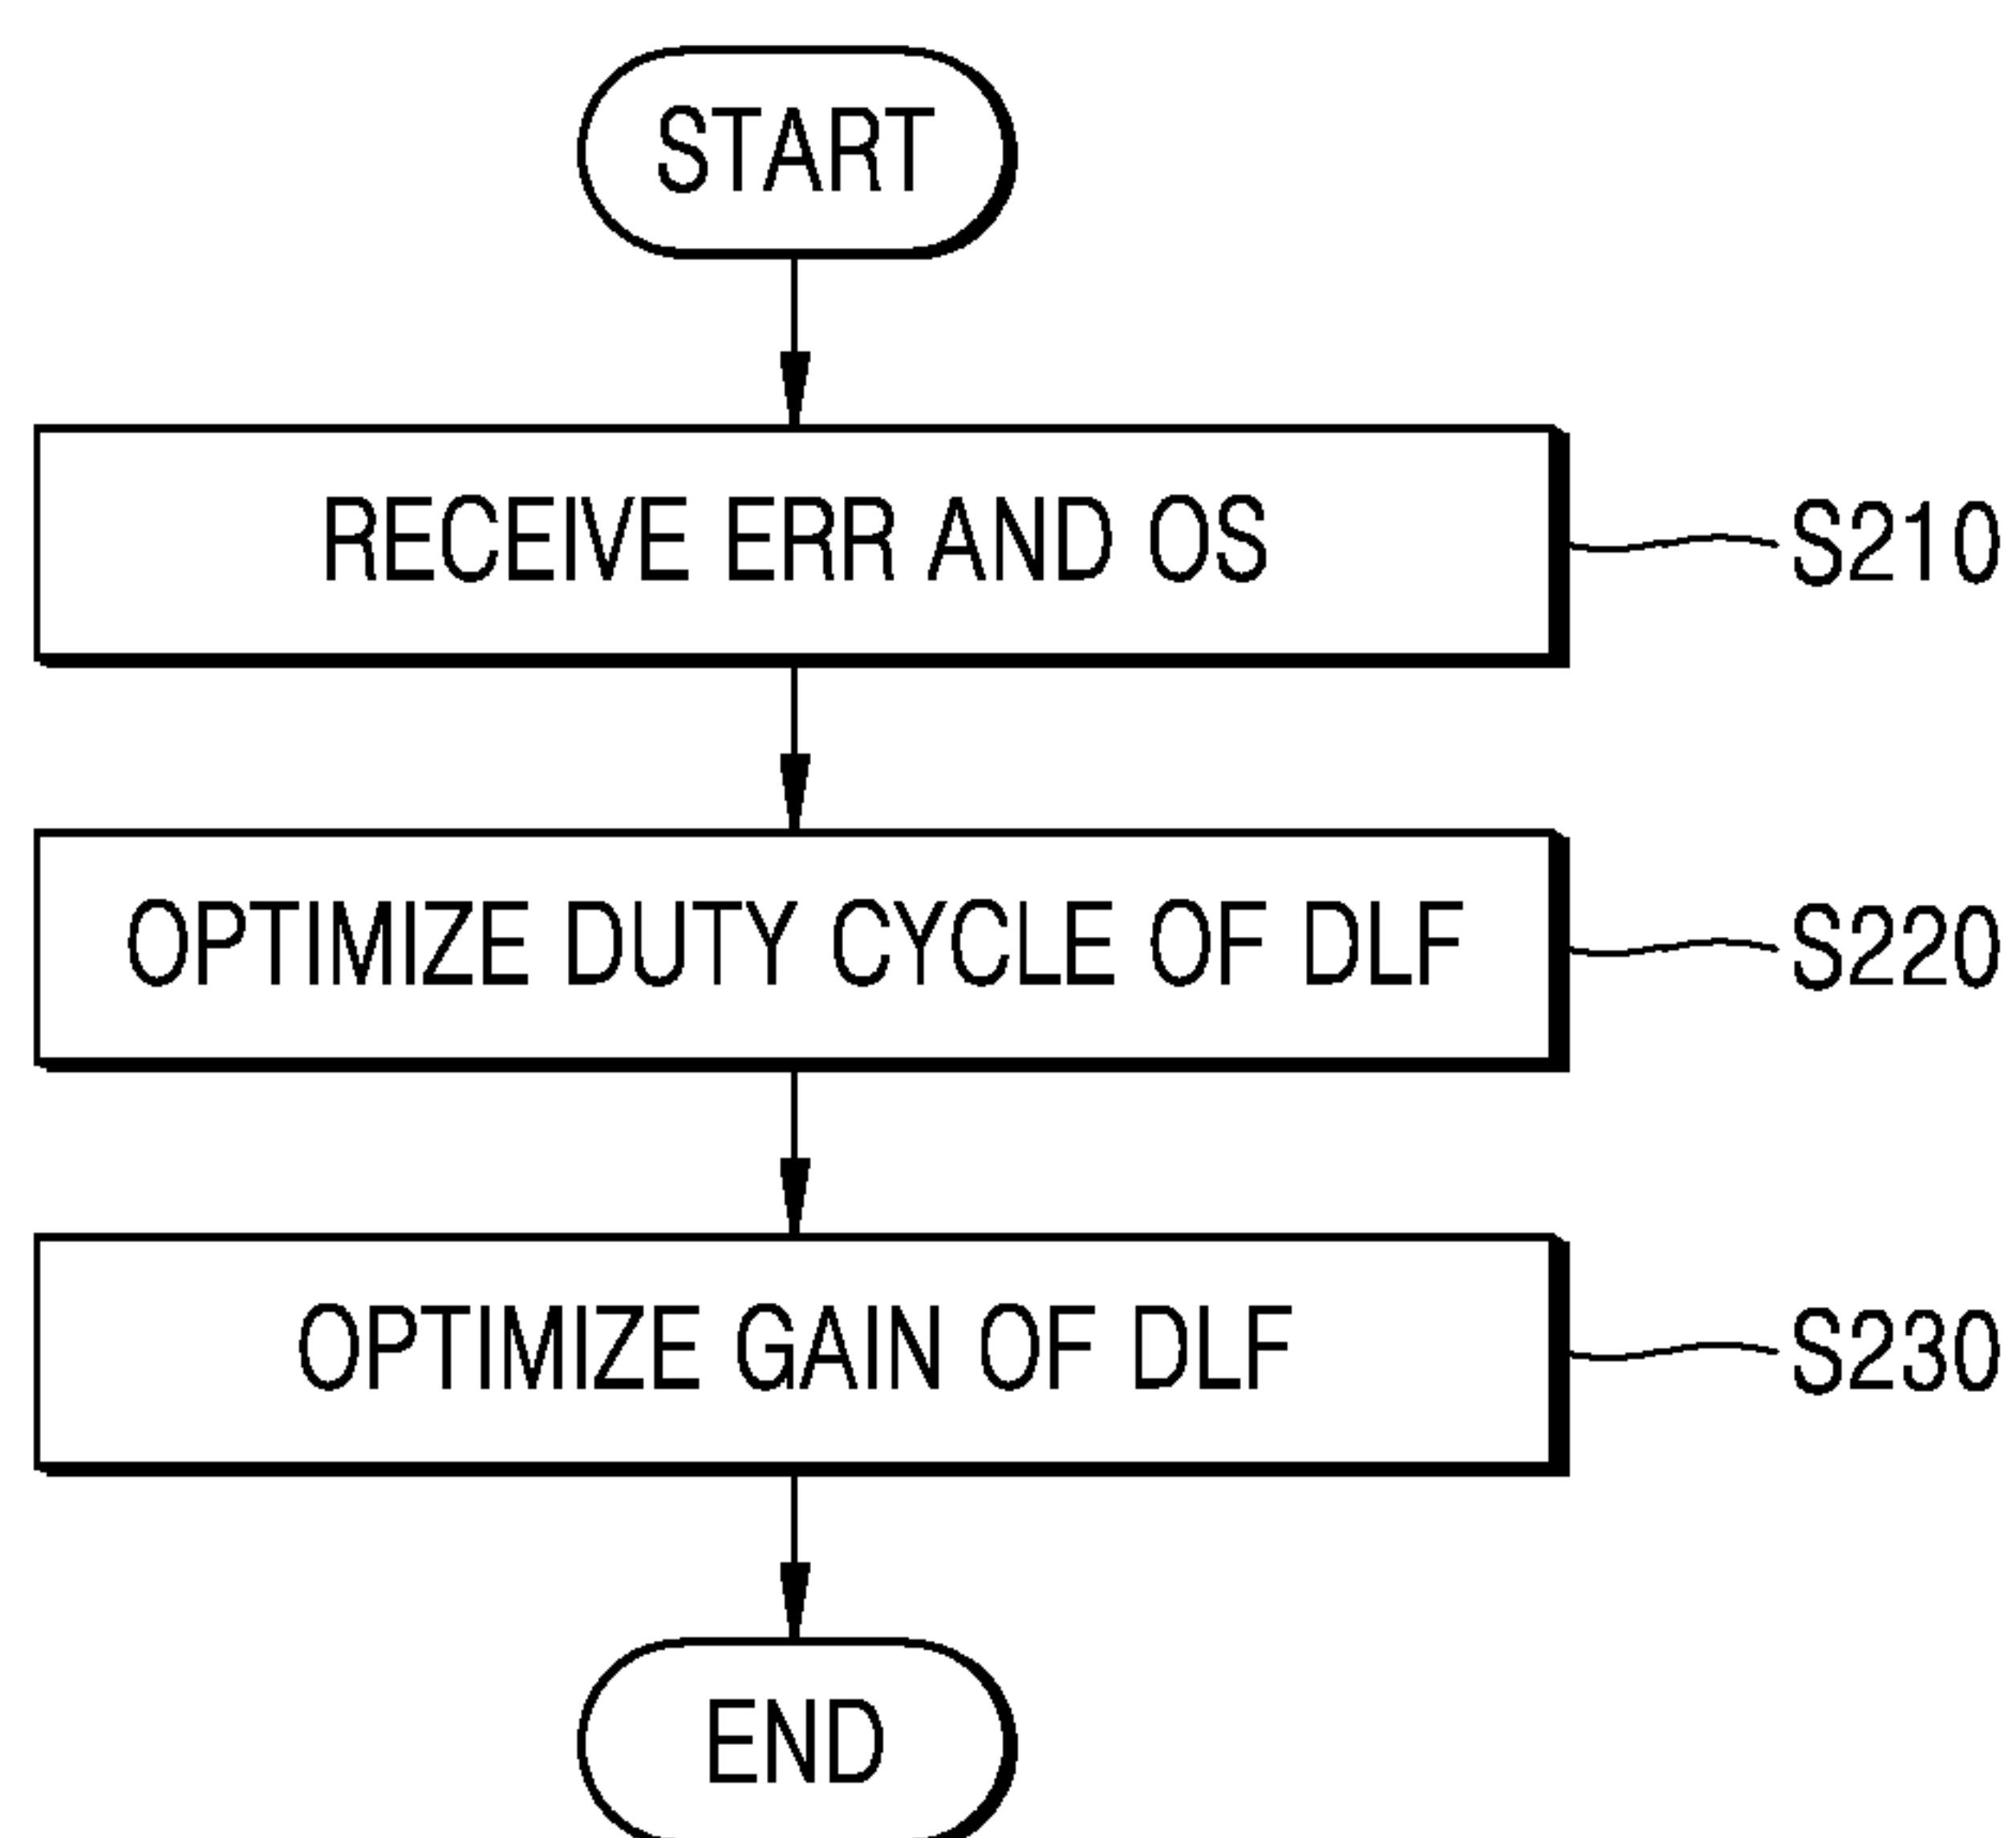 START
RECEIVE ERR AND OS
S210
OPTIMIZE DUTY CYCLE OF DLF
S220
OPTIMIZE GAIN OF DLF
S230
END